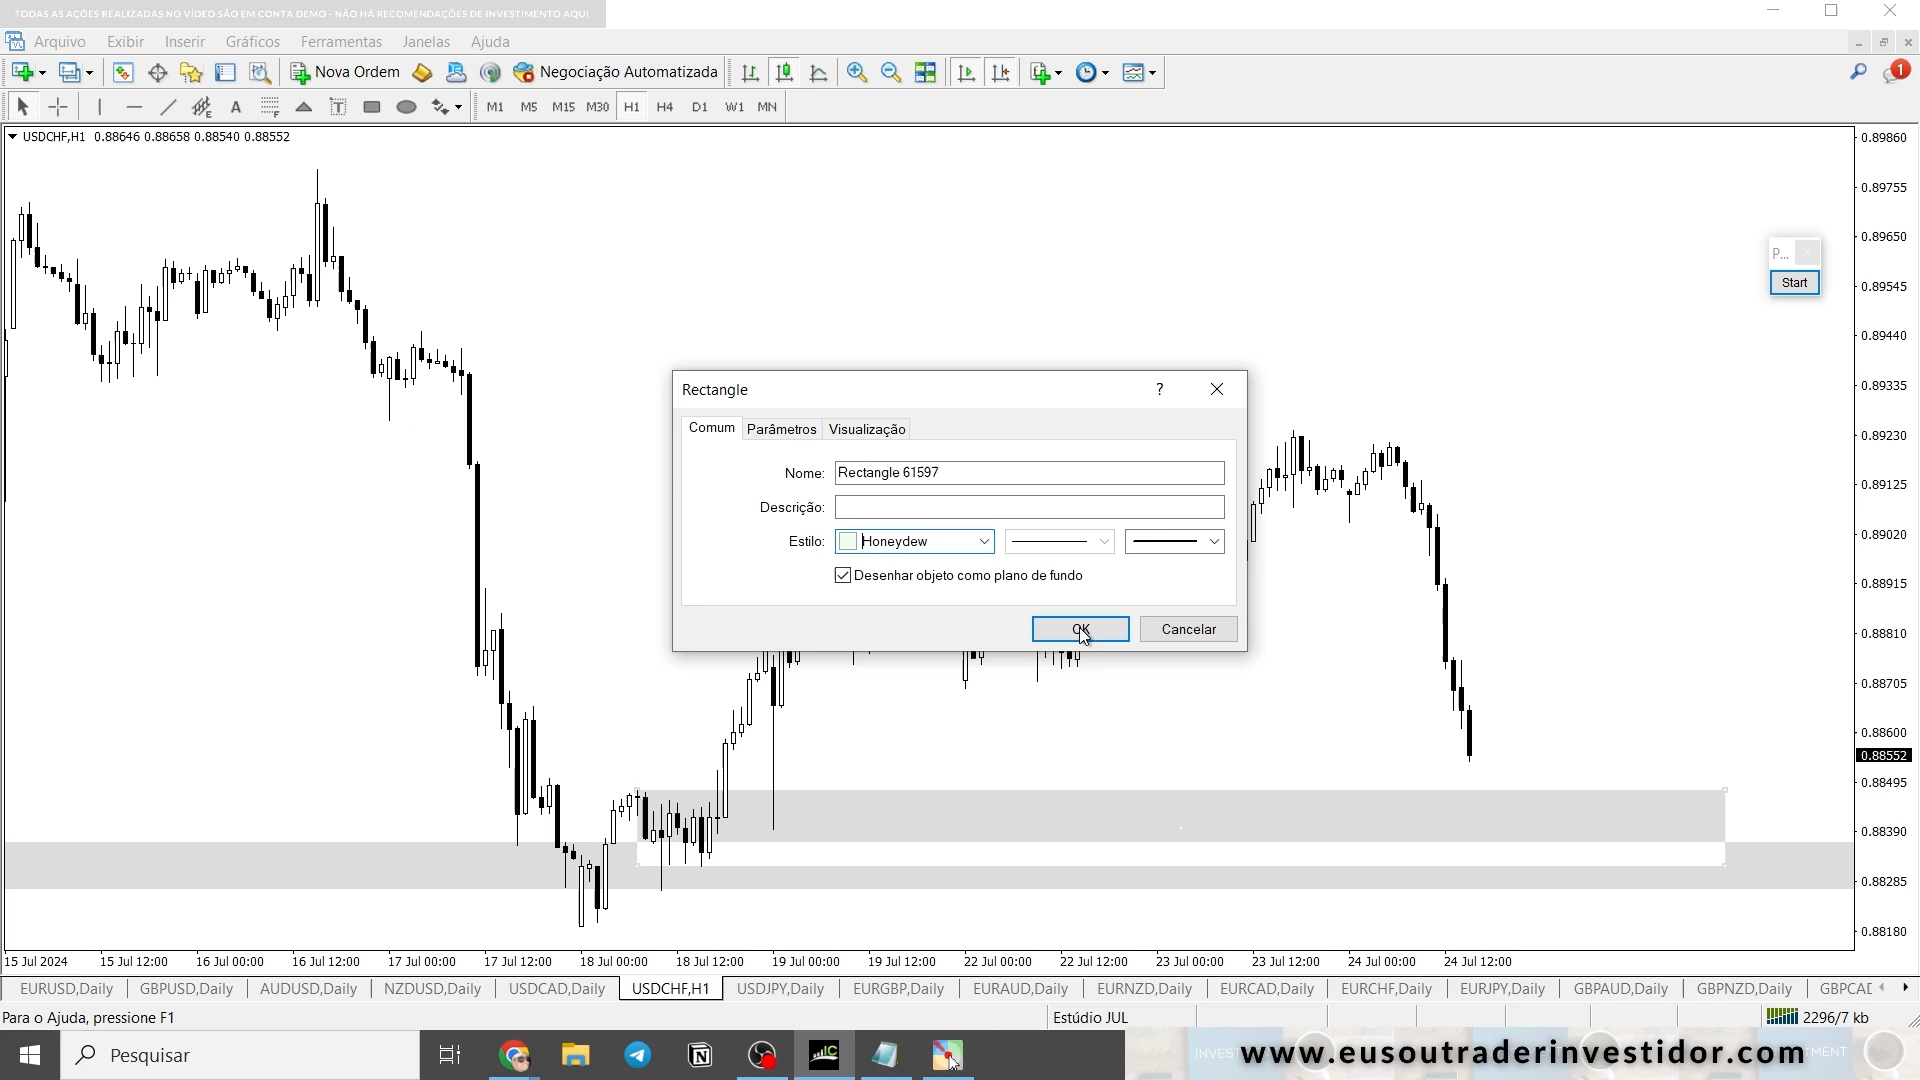 TODAS AS AÇÕES REALIZADAS NO VÍDEO SÃO EM CONTA DEMO - NÃO HÁ RECOMENDAÇÕES DE INVESTIMENTO AQUI
Arquivo Exibir Inserir Gráficos Ferramentas Janelas Ajuda
Nova Ordem Negociação Automatizada
1
A T E F M1 M5 M15 M30 H1 H4 D1 W1 MN
USDCHF,H1 0.88646 0.88658 0.88540 0.88552
0.89860
0.89755
0.89650
P...
Start
0.89545
0.89440
0.89335
0.89230
0.89125
0.89020
0.88915
0.88810
0.88705
0.88600
0.88552
0.88495
0.88390
0.88285
0.88180
Rectangle ?
Comum Parâmetros Visualização
Nome: Rectangle 61597
Descrição:
Estilo: Honeydew
Desenhar objeto como plano de fundo
OK Cancelar
15 Jul 2024 15 Jul 12:00 16 Jul 00:00 16 Jul 12:00 17 Jul 00:00 17 Jul 12:00 18 Jul 00:00 18 Jul 12:00 19 Jul 00:00 19 Jul 12:00 22 Jul 00:00 22 Jul 12:00 23 Jul 00:00 23 Jul 12:00 24 Jul 00:00 24 Jul 12:00
EURUSD,Daily GBPUSD,Daily AUDUSD,Daily NZDUSD,Daily USDCAD,Daily USDCHF,H1 USDJPY,Daily EURGBP,Daily EURAUD,Daily EURNZD,Daily EURCAD,Daily EURCHF,Daily EURJPY,Daily GBPAUD,Daily GBPNZD,Daily GBPCAD
Para o Ajuda, pressione F1 Estúdio JUL 2296/7 kb
Pesquisar
IC
www.eusoutraderinvestidor.com